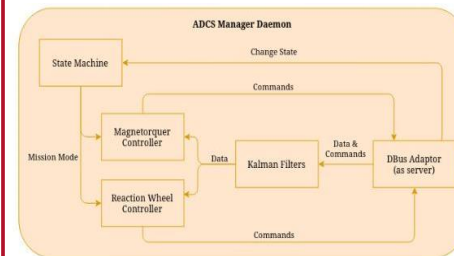 ADCS Manager Daemon
Change State
State Machine
Commands
Magnetorquer
Controller
Mission Mode
Data
Kalman Filters
Data &
Commands
DBus Adaptor
(as server)
Reaction Wheel
Controller
Commands